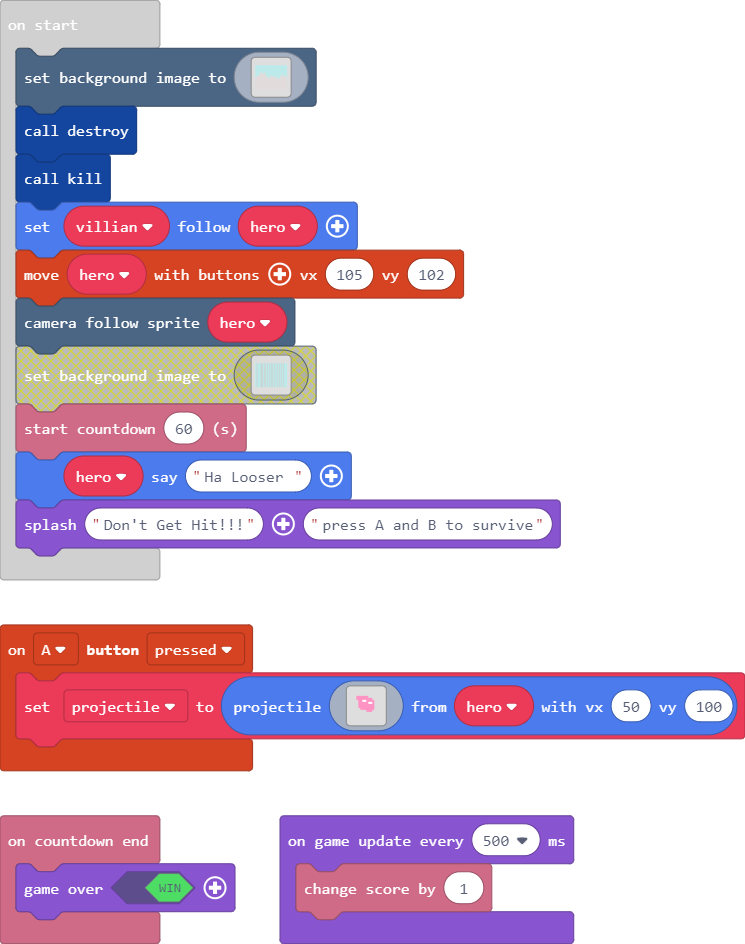 on start
set background image to
call destroy
call kill
set villian follow hero
move hero with buttons vx 105 vy 102
camera follow sprite hero
set background image to
start countdown 60 (s)
hero say "Ha Looser "
splash "Don't Get Hit!!!" "press A and B to survive"
on A button pressed
set projectile to projectile from hero with vx 50 vy 100
on countdown end
game over WIN
on game update every 500 ms
change score by 1